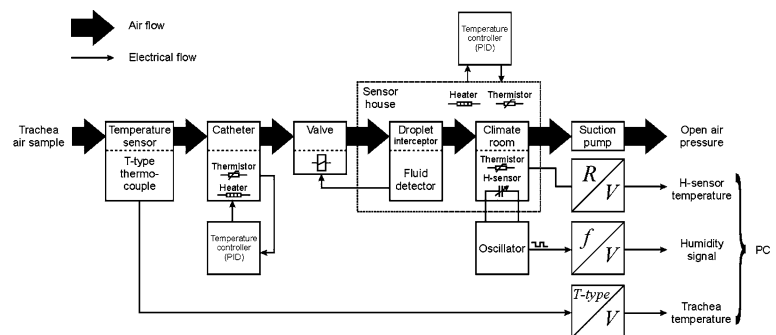 Air flow
Electrical flow
Temperature
controller
(PID)
Sensor
house
Heater
Thermistor
Trachea
air sample
Temperature
sensor
T-type
thermo-
couple
Catheter
Thermistor
Heater
Temperature
controller
(PID)
Valve
Droplet
interceptor
Fluid
detector
Climate
room
Thermistor
H-sensor
Oscillator
Suction
pump
Open air
pressure
R
V
H-sensor
temperature
f
V
Humidity
signal
T-type
V
Trachea
temperature
PC